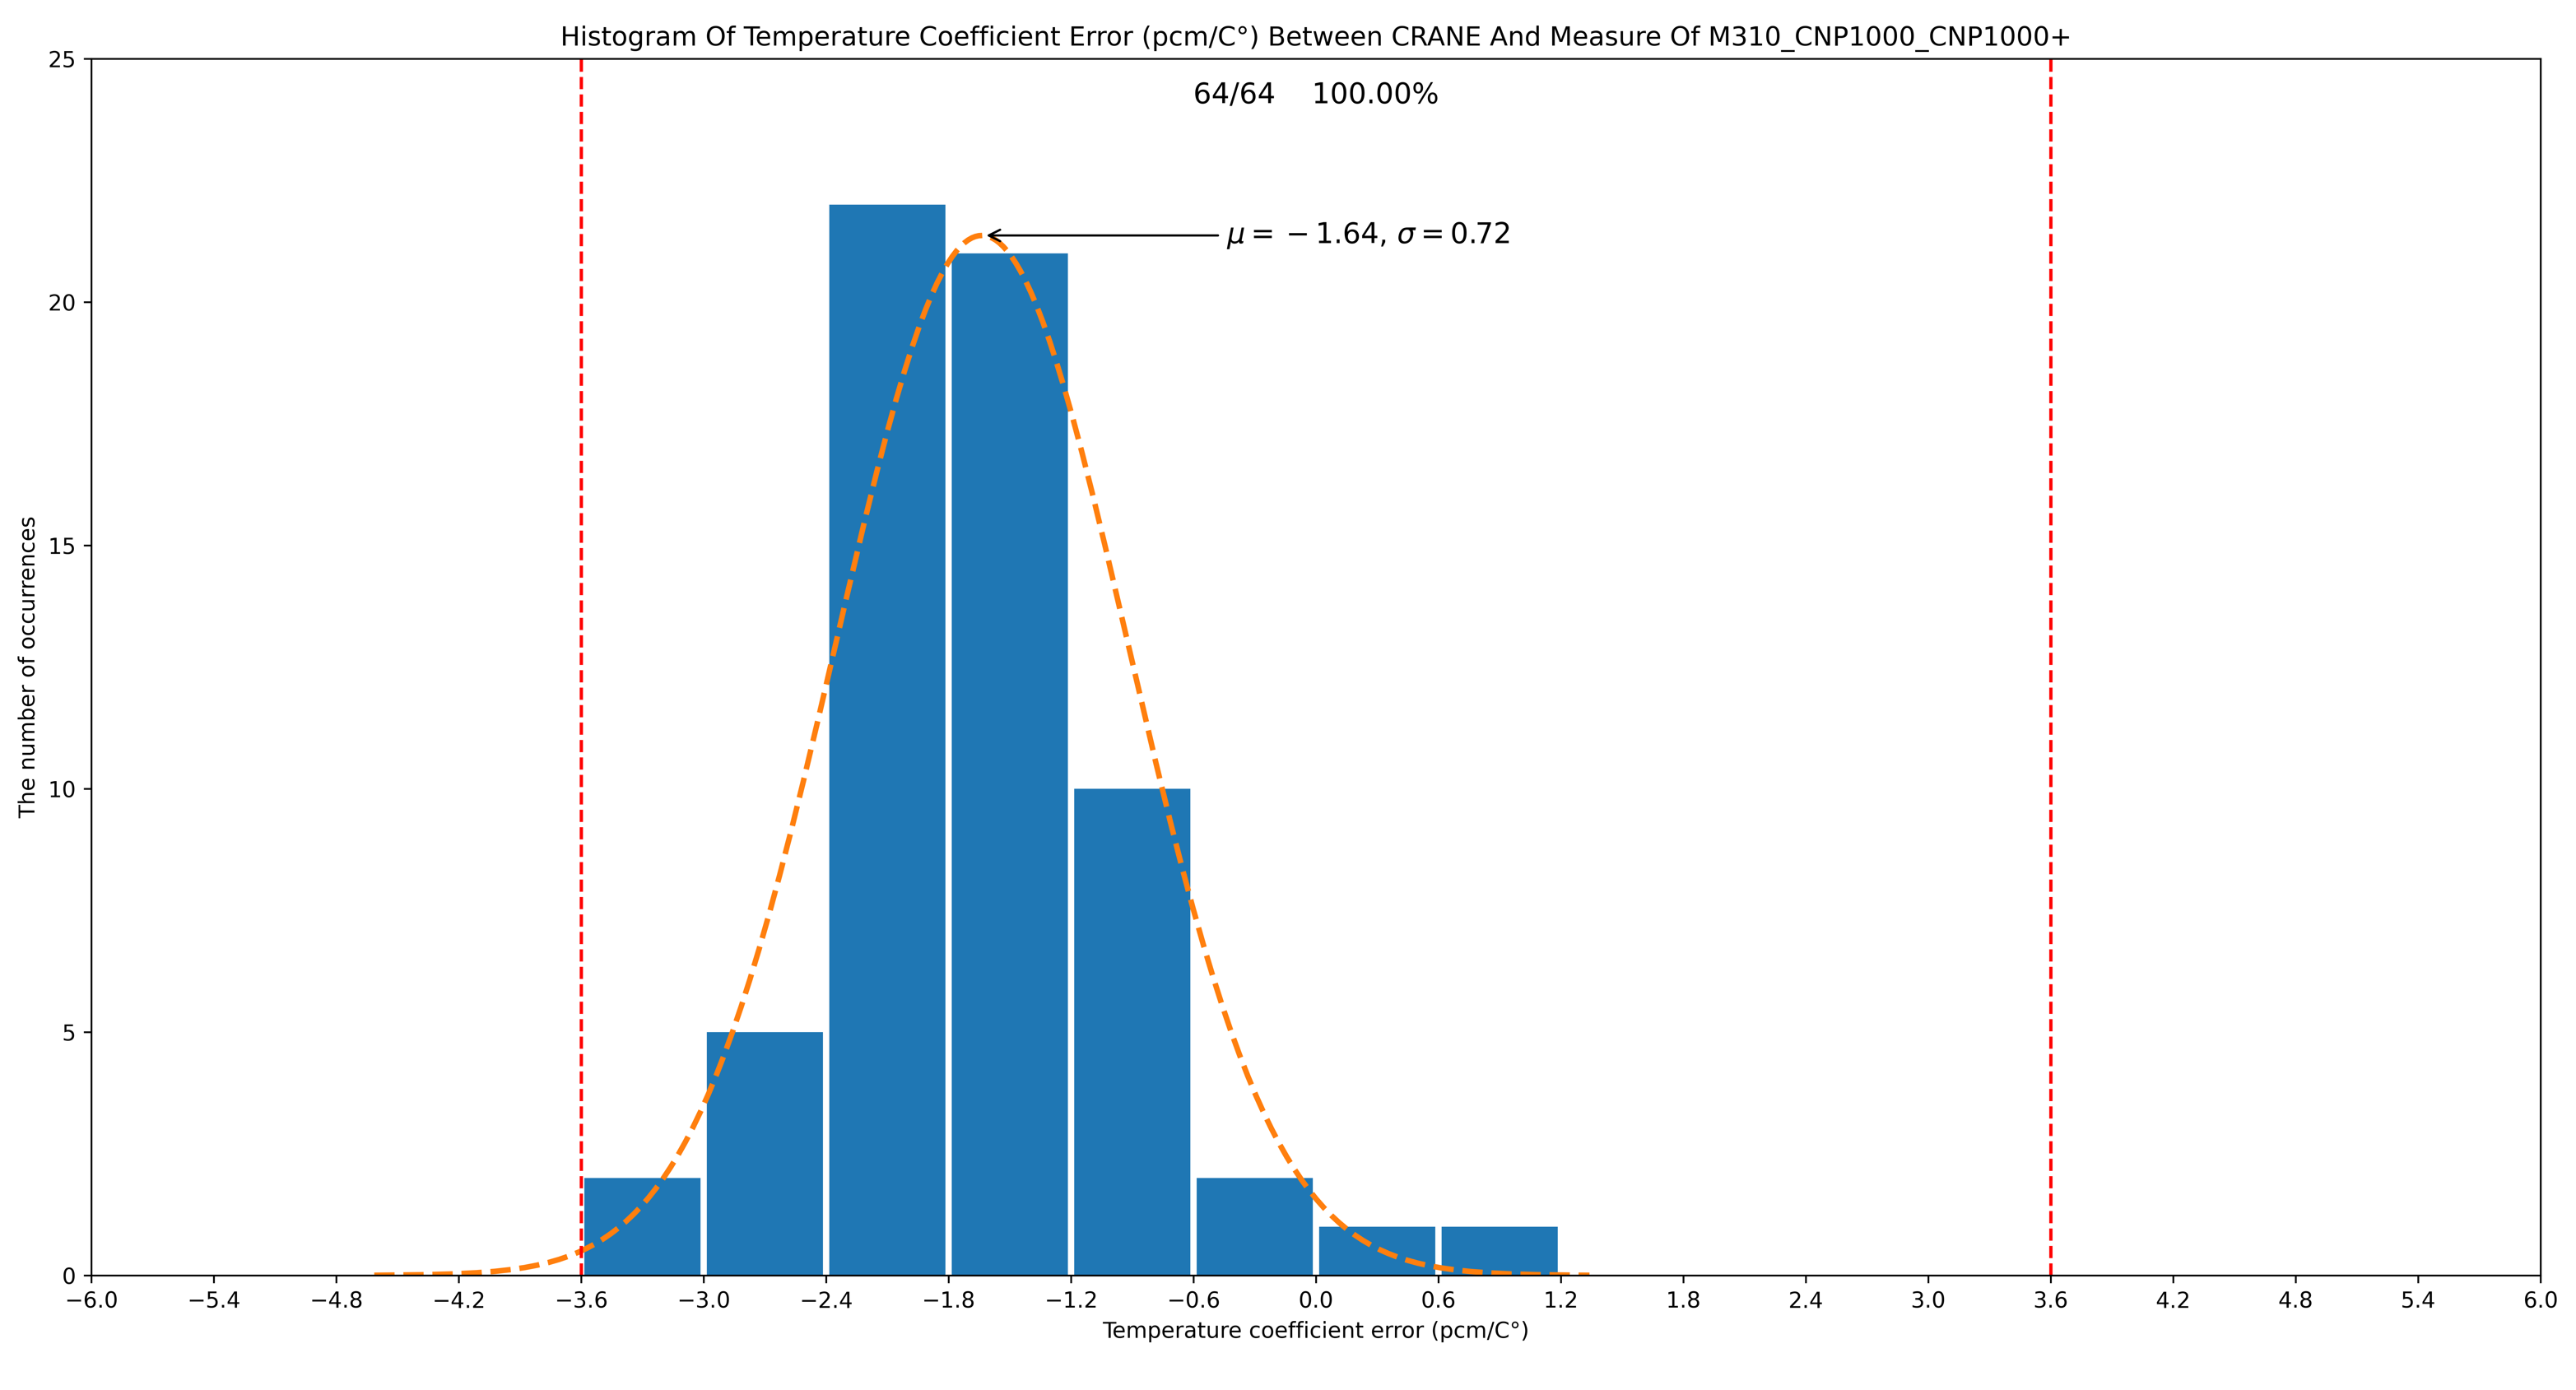 Histogram Of Temperature Coefficient Error (pcm/C°) Between CRANE And Measure Of M310_CNP1000_CNP1000+
25
64/64 100.00%
μ = − 1.64, σ = 0.72
20
15
The number of occurrences
10
5
0
−6.0 −5.4 −4.8 −4.2 −3.6 −3.0 −2.4 −1.8 −1.2 −0.6 0.0 0.6 1.2 1.8 2.4 3.0 3.6 4.2 4.8 5.4 6.0
Temperature coefficient error (pcm/C°)